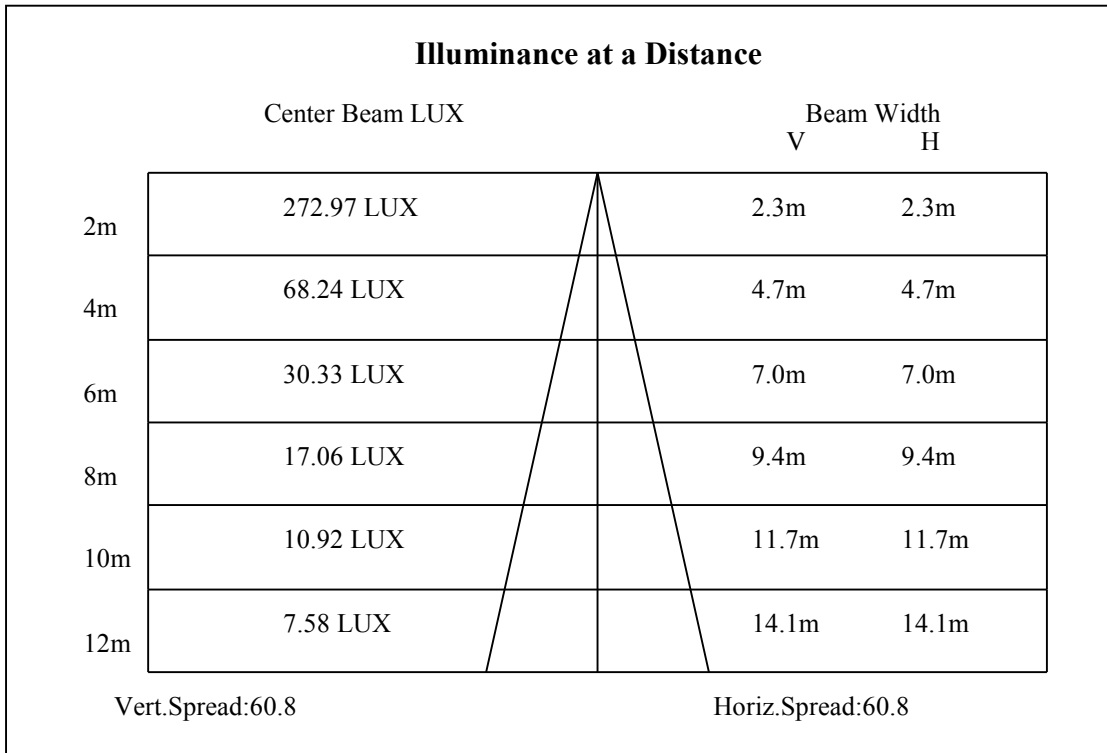 Illuminance at a Distance
Center Beam LUX Beam Width
V H
2m 272.97 LUX 2.3m 2.3m
4m 68.24 LUX 4.7m 4.7m
6m 30.33 LUX 7.0m 7.0m
8m 17.06 LUX 9.4m 9.4m
10m 10.92 LUX 11.7m 11.7m
12m 7.58 LUX 14.1m 14.1m
Vert.Spread:60.8 Horiz.Spread:60.8